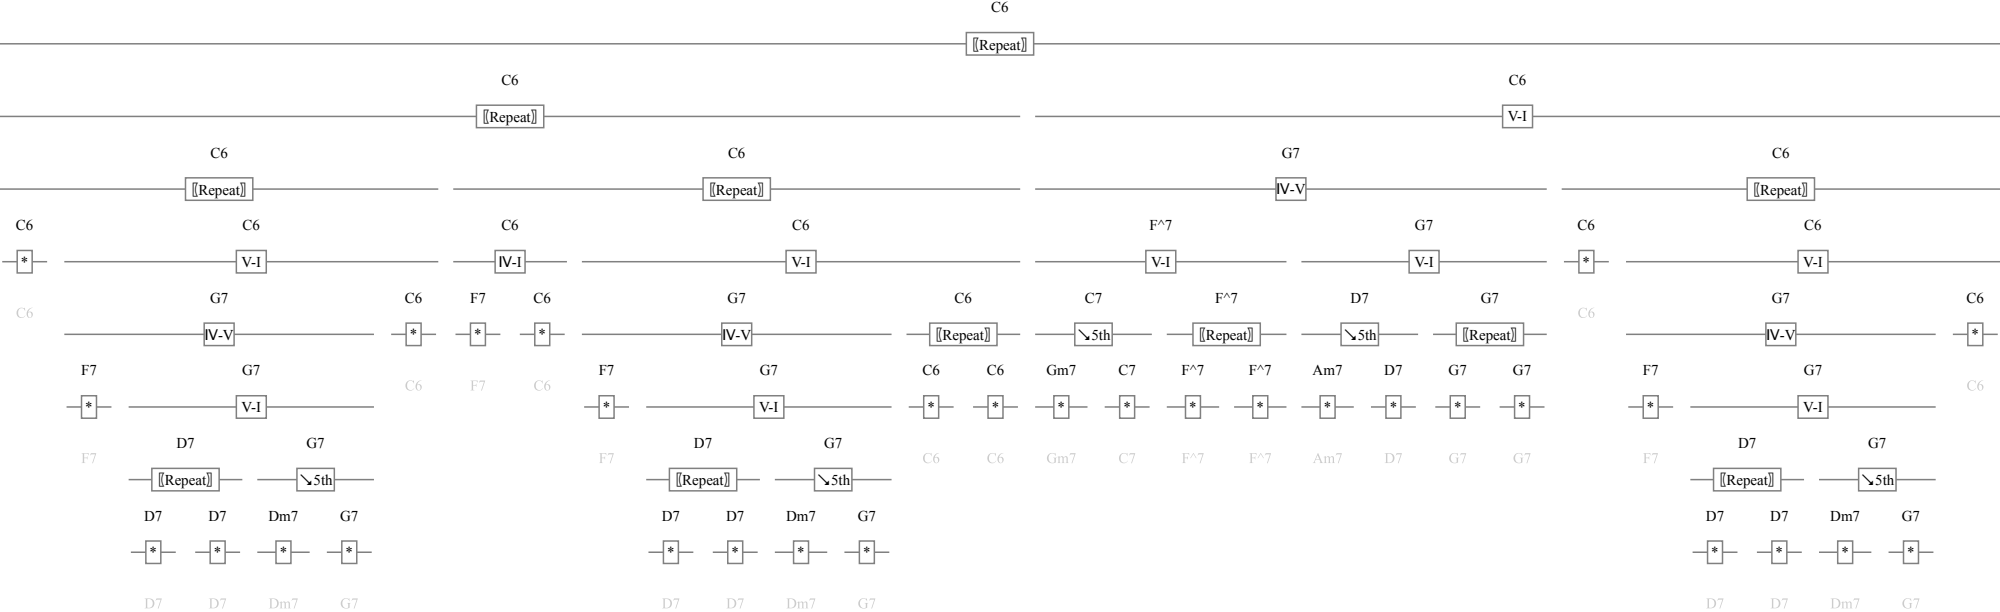 C6
〚Repeat〛
C6 C6
〚Repeat〛 V-I
C6 C6 G7 C6
〚Repeat〛 〚Repeat〛 IV-V 〚Repeat〛
C6 C6 C6 C6 F^7 G7 C6 C6
* V-I IV-I V-I V-I V-I * V-I
C6 G7 C6 F7 C6 G7 C6 C7 F^7 D7 G7 C6 G7 C6
IV-V * * * IV-V 〚Repeat〛 ↘5th 〚Repeat〛 ↘5th 〚Repeat〛 IV-V *
F7 G7 C6 F7 C6 F7 G7 C6 C6 Gm7 C7 F^7 F^7 Am7 D7 G7 G7 F7 G7 C6
* V-I * V-I * * * * * * * * * * * V-I
F7 D7 G7 F7 D7 G7 C6 C6 Gm7 C7 F^7 F^7 Am7 D7 G7 G7 F7 D7 G7
〚Repeat〛 ↘5th 〚Repeat〛 ↘5th 〚Repeat〛 ↘5th
D7 D7 Dm7 G7 D7 D7 Dm7 G7 D7 D7 Dm7 G7
* * * * * * * * * * * *
D7 D7 Dm7 G7 D7 D7 Dm7 G7 D7 D7 Dm7 G7